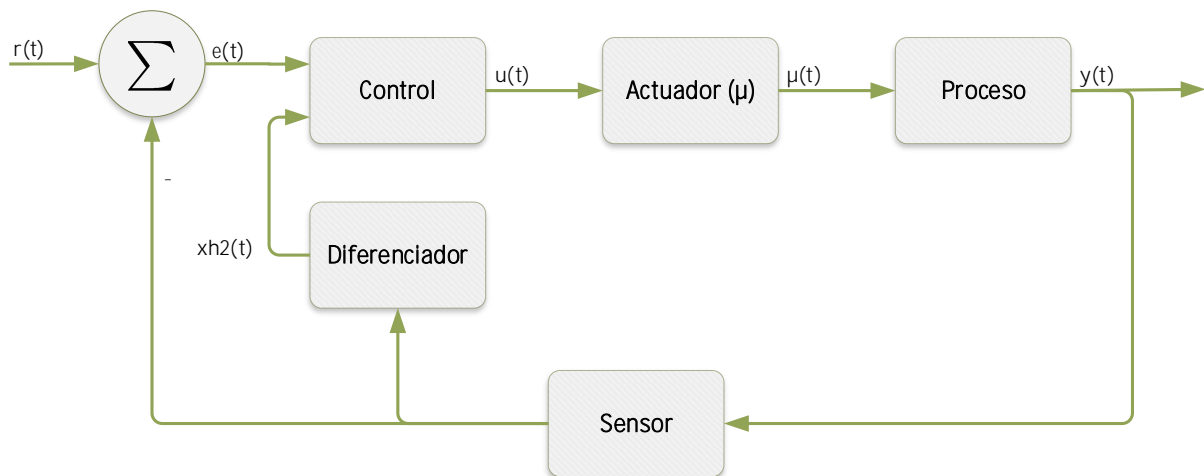 r(t)
∑
e(t)
Control
u(t)
Actuador (µ)
µ(t)
Proceso
y(t)
-
xh2(t)
Diferenciador
Sensor